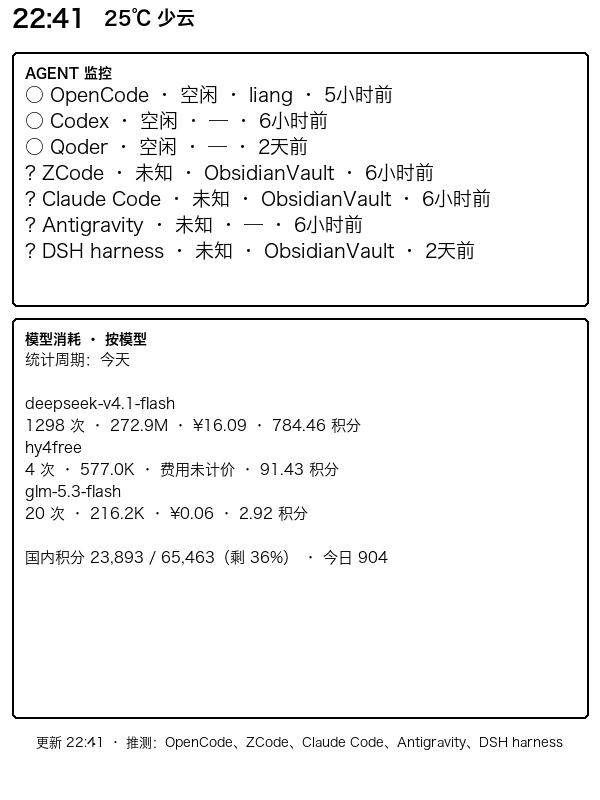 22:41 25℃ 少云
AGENT 监控
○ OpenCode · 空闲 · liang · 5小时前
○ Codex · 空闲 · — · 6小时前
○ Qoder · 空闲 · — · 2天前
? ZCode · 未知 · ObsidianVault · 6小时前
? Claude Code · 未知 · ObsidianVault · 6小时前
? Antigravity · 未知 · — · 6小时前
? DSH harness · 未知 · ObsidianVault · 2天前
模型消耗 · 按模型
统计周期：今天
deepseek-v4.1-flash
1298 次 · 272.9M · ¥16.09 · 784.46 积分
hy4free
4 次 · 577.0K · 费用未计价 · 91.43 积分
glm-5.3-flash
20 次 · 216.2K · ¥0.06 · 2.92 积分
国内积分 23,893 / 65,463（剩 36%） · 今日 904
更新 22:41 · 推测：OpenCode、ZCode、Claude Code、Antigravity、DSH harness